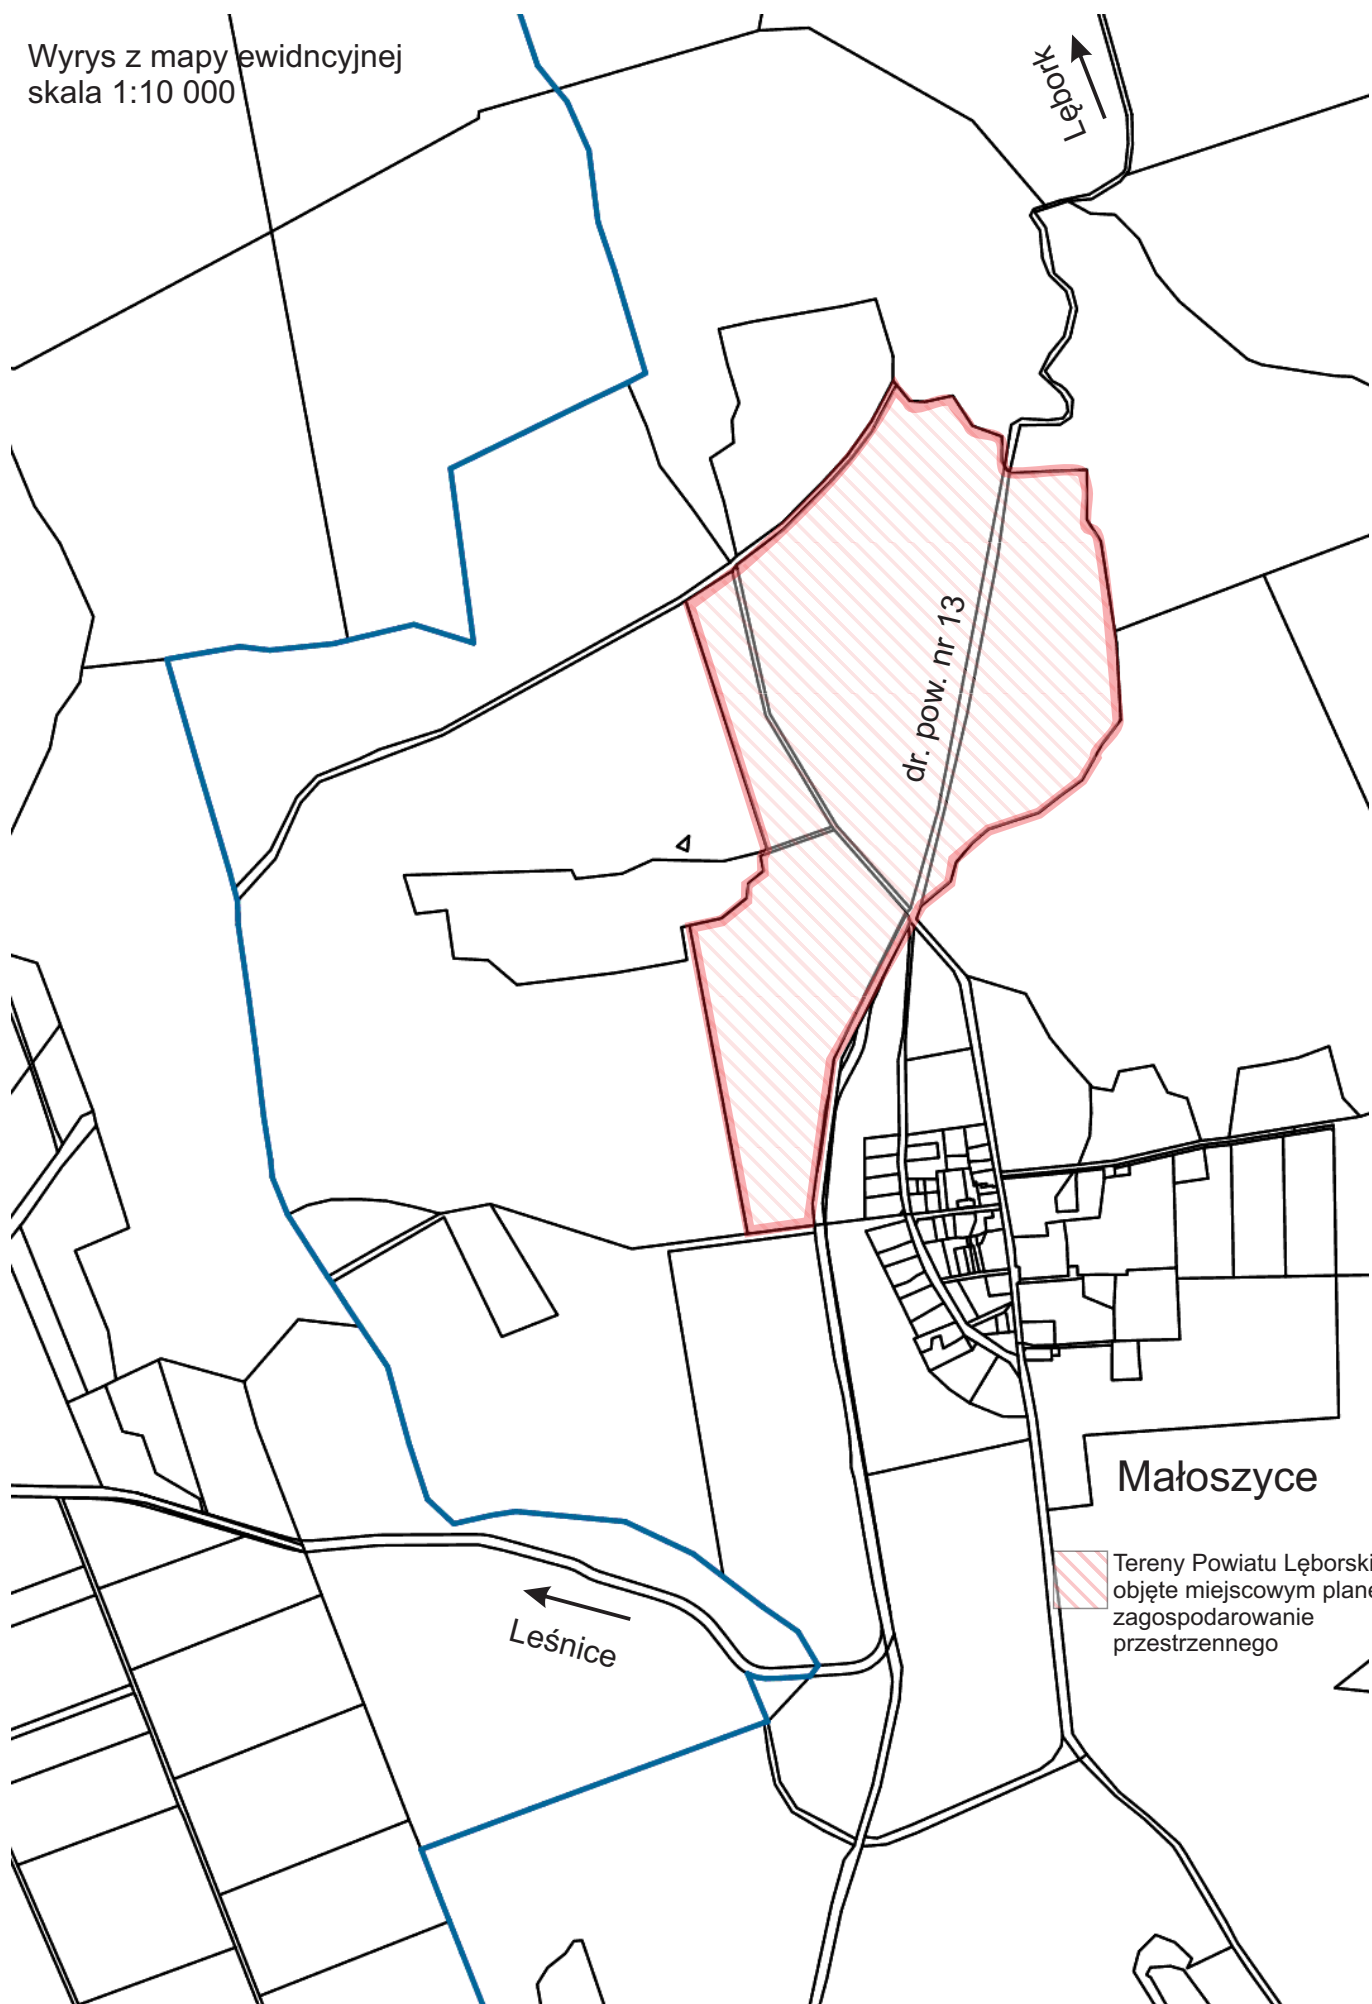 Wyrys z mapy ewidncyjnej
skala 1:10 000
Lębork
dr. pow. nr 13
Małoszyce
Tereny Powiatu Lęborski
objęte miejscowym plane
zagospodarowanie
przestrzennego
Leśnice